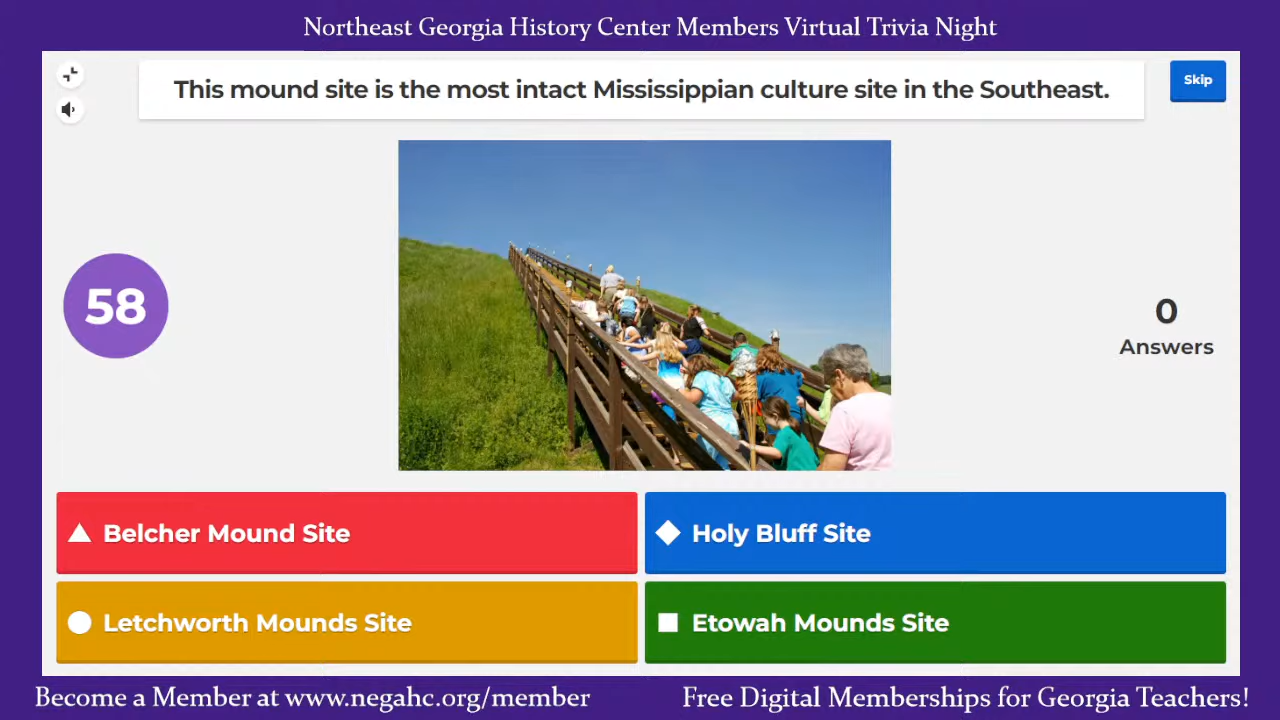 Northeast Georgia History Center Members Virtual Trivia Night
This mound site is the most intact Mississippian culture site in the Southeast.
Skip
58
0
Answers
Belcher Mound Site
Holy Bluff Site
Letchworth Mounds Site
Etowah Mounds Site
Become a Member at www.negahc.org/member
Free Digital Memberships for Georgia Teachers!